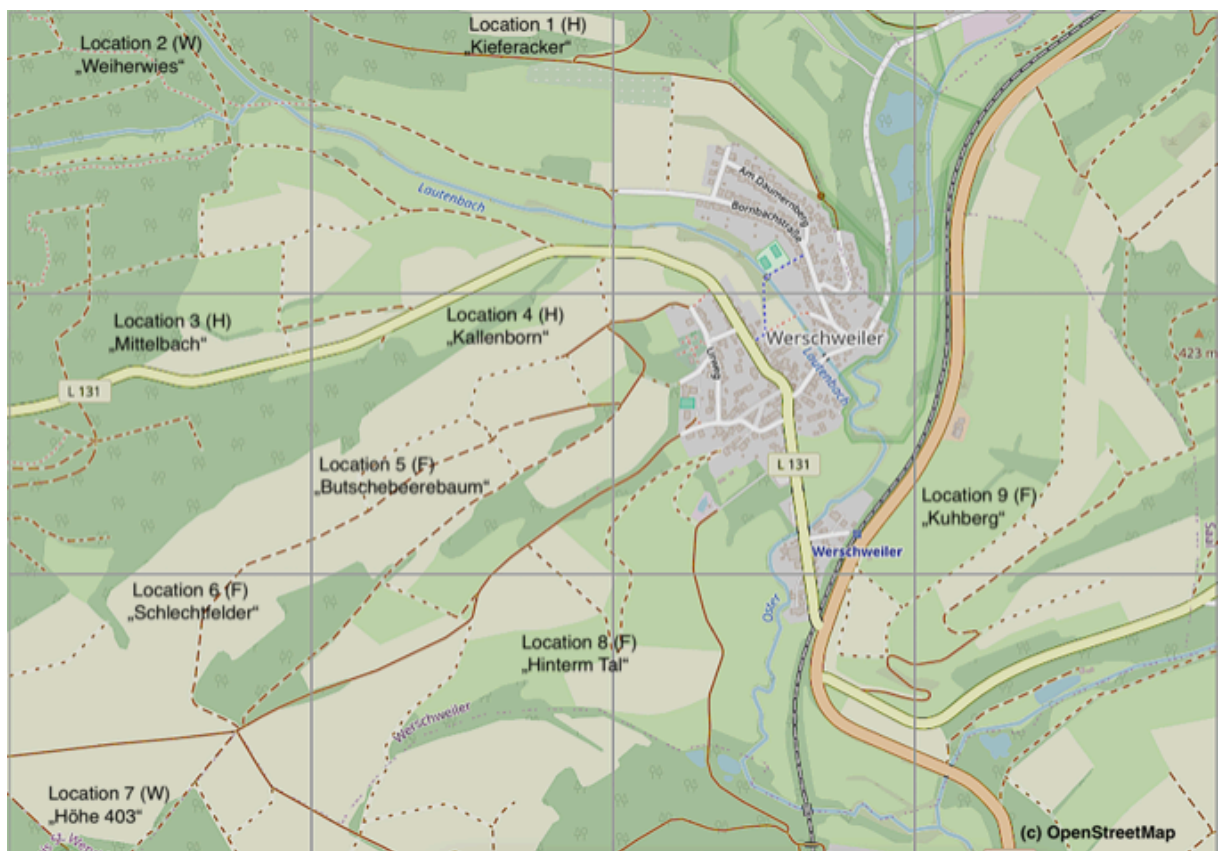 Location 1 (H)
„Kieferacker“
Location 2 (W)
„Weiherwies“
Lautenbach
Am Daumernberg
Bornbachstraße
Location 3 (H)
„Mittelbach“
Location 4 (H)
„Kallenborn“
Werschweiler
423 m
Lautenbach
L 131
Location 5 (F)
„Butschebeerebaum“
L 131
Location 9 (F)
„Kuhberg“
Werschweiler
Location 6 (F)
„Schlechtfelder“
Oster
Location 8 (F)
„Hinterm Tal“
Werschweiler
Location 7 (W)
„Höhe 403“
(c) OpenStreetMap